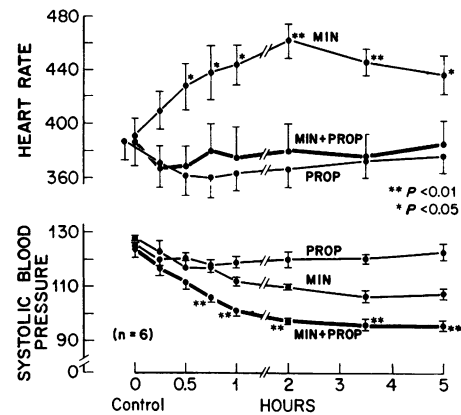 HEART RATE
480
440
400
360
MIN
*
*
*
**
**
*
MIN+PROP
PROP
** P <0.01
* P <0.05
SYSTOLIC BLOOD
PRESSURE
130
110
90
0
PROP
MIN
MIN+PROP
**
**
**
**
**
(n = 6)
0 0.5 1 2 3 4 5
Control HOURS